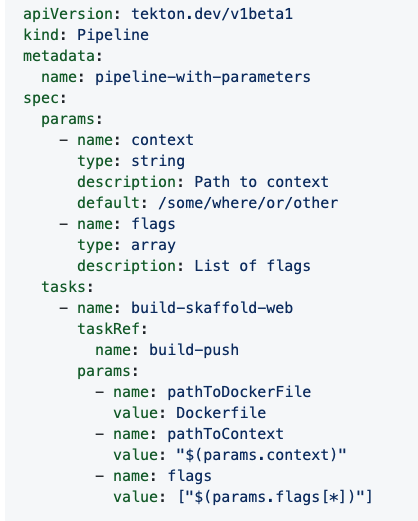 apiVersion: tekton.dev/v1beta1
kind: Pipeline
metadata:
  name: pipeline-with-parameters
spec:
  params:
    - name: context
      type: string
      description: Path to context
      default: /some/where/or/other
    - name: flags
      type: array
      description: List of flags
  tasks:
    - name: build-skaffold-web
      taskRef:
        name: build-push
      params:
        - name: pathToDockerFile
          value: Dockerfile
        - name: pathToContext
          value: "$(params.context)"
        - name: flags
          value: ["$(params.flags[*])"]